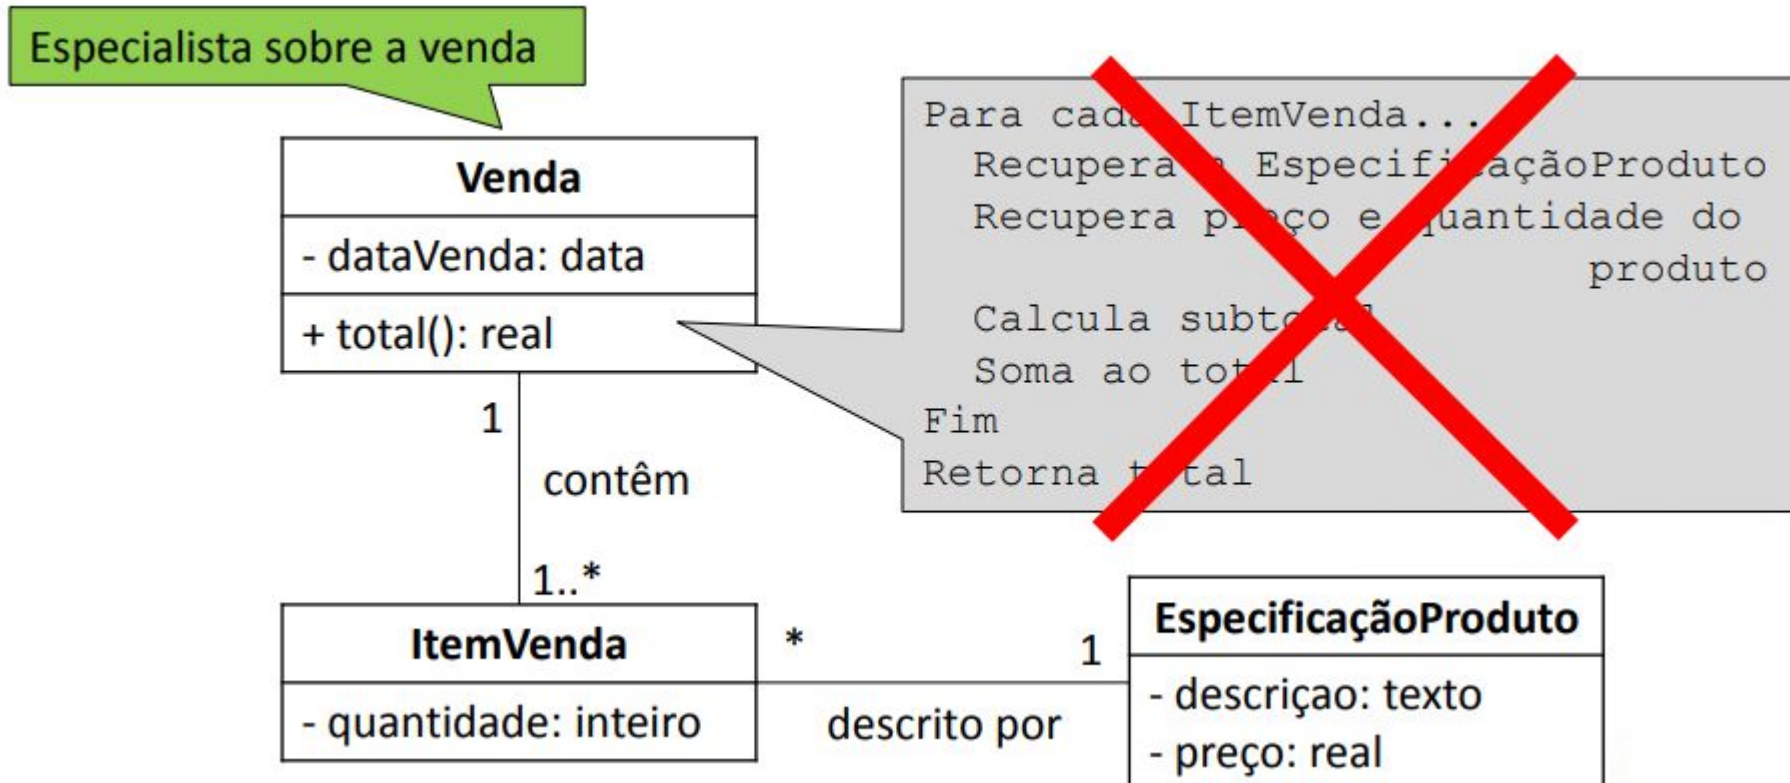 Especialista sobre a venda
Venda
- dataVenda: data
+ total(): real
Para cada ItemVenda...
Recupera a EspecificaçãoProduto
Recupera preço e quantidade do
produto
Calcula subtotal
Soma ao total
Fim
Retorna total
1
contêm
1..*
ItemVenda
- quantidade: inteiro
*
1
descrito por
EspecificaçãoProduto
- descriçao: texto
- preço: real